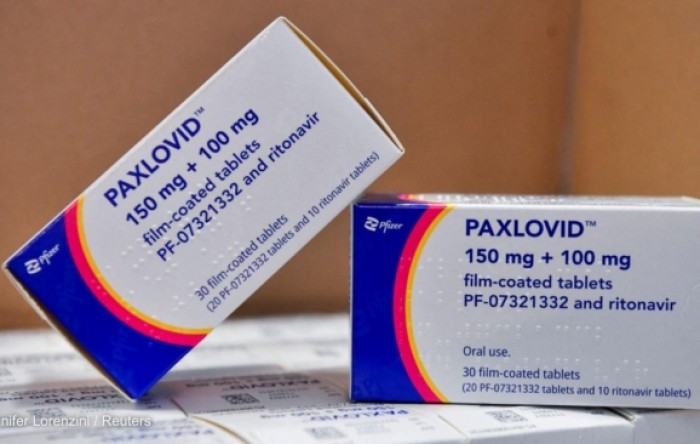 PAXLOVID™
150 mg + 100 mg
film-coated tablets
PF-07321332 and ritonavir
30 film-coated tablets
(20 PF-07321332 tablets and 10 ritonavir tablets)
Pfizer
Pfizer
PAXLOVID™
150 mg + 100 mg
film-coated tablets
PF-07321332 and ritonavir
Oral use.
30 film-coated tablets
(20 PF-07321332 tablets and 10 ritonavir tablets)
PAXLOVID
nifer Lorenzini / Reuters